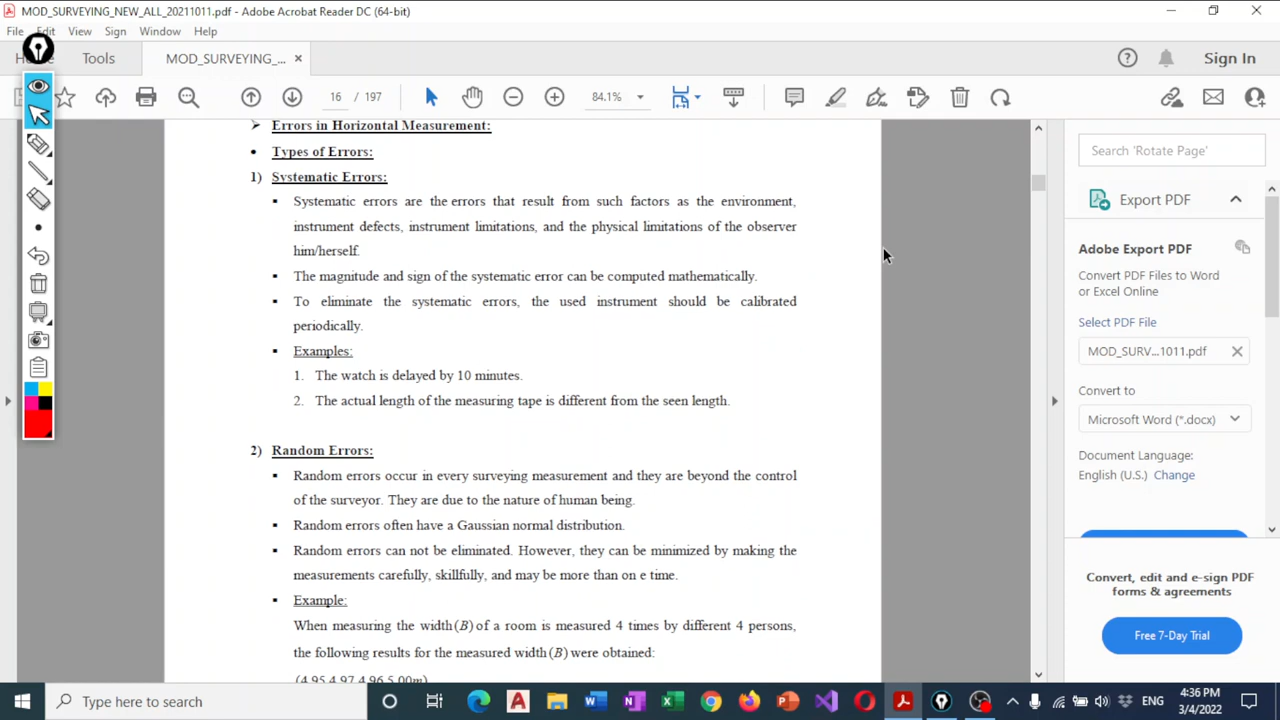 MOD_SURVEYING_NEW_ALL_20211011.pdf - Adobe Acrobat Reader DC (64-bit)
File Edit View Sign Window Help
Tools
MOD_SURVEYING_...
Sign In
16 / 197
84.1%
➤ Errors in Horizontal Measurement:
• Types of Errors:
1) Systematic Errors:
▪ Systematic errors are the errors that result from such factors as the environment,
instrument defects, instrument limitations, and the physical limitations of the observer
him/herself.
▪ The magnitude and sign of the systematic error can be computed mathematically.
▪ To eliminate the systematic errors, the used instrument should be calibrated
periodically.
▪ Examples:
1. The watch is delayed by 10 minutes.
2. The actual length of the measuring tape is different from the seen length.
2) Random Errors:
▪ Random errors occur in every surveying measurement and they are beyond the control
of the surveyor. They are due to the nature of human being.
▪ Random errors often have a Gaussian normal distribution.
▪ Random errors can not be eliminated. However, they can be minimized by making the
measurements carefully, skillfully, and may be more than on e time.
▪ Example:
When measuring the width (B) of a room is measured 4 times by different 4 persons,
the following results for the measured width (B) were obtained:
(4.95,4.97,4.96,5.00m)
Search 'Rotate Page'
Export PDF
Adobe Export PDF
Convert PDF Files to Word
or Excel Online
Select PDF File
MOD_SURV...1011.pdf
Convert to
Microsoft Word (*.docx)
Document Language:
English (U.S.) Change
Convert, edit and e-sign PDF
forms & agreements
Free 7-Day Trial
Type here to search
ENG
4:36 PM
3/4/2022